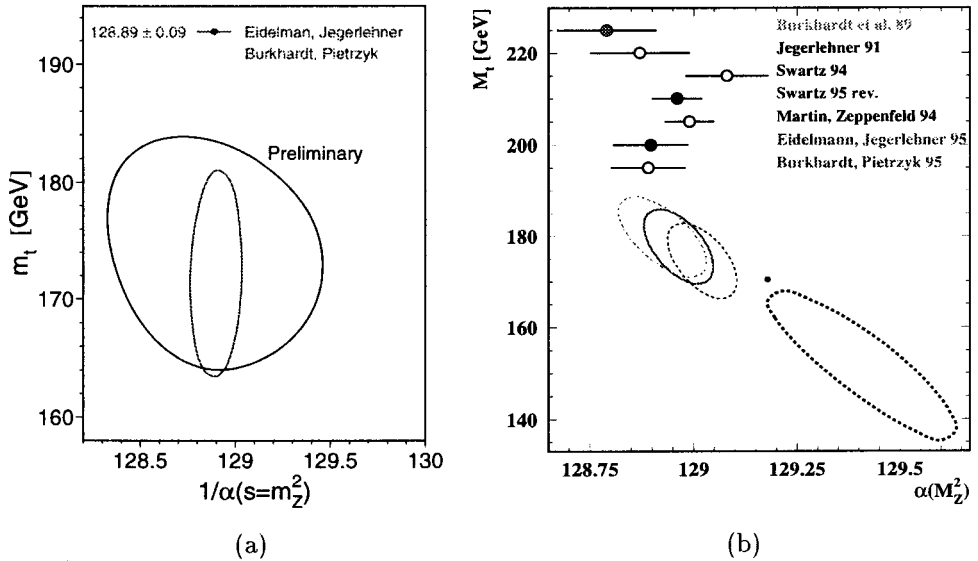 128.89 ± 0.09 Eidelman, Jegerlehner
Burkhardt, Pietrzyk
Preliminary
m_t [GeV]
190
180
170
160
128.5 129 129.5 130
1/α(s=m_Z^2)
(a)
M_t [GeV]
220
200
180
160
140
Burkhardt et al. 89
Jegerlehner 91
Swartz 94
Swartz 95 rev.
Martin, Zeppenfeld 94
Eidelmann, Jegerlehner 95
Burkhardt, Pietrzyk 95
128.75 129 129.25 129.5
α(M_Z^2)
(b)